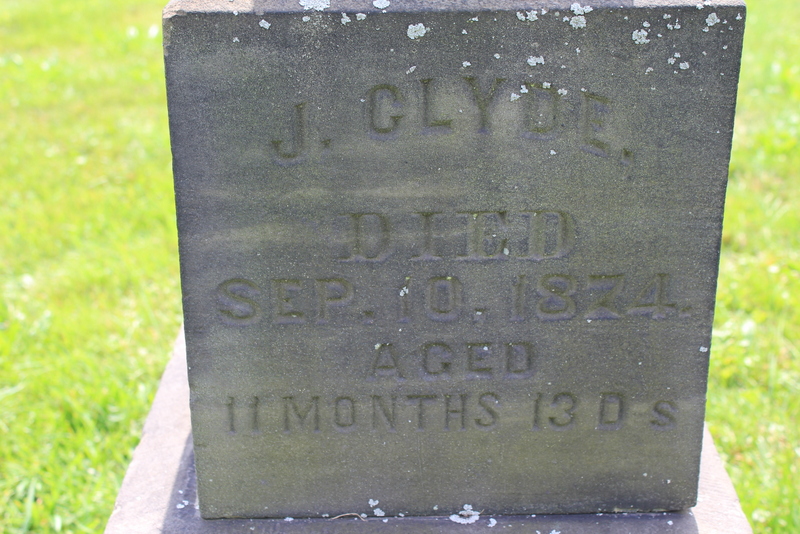 J. CLYDE,
DIED
SEP. 10, 1874.
AGED
11 MONTHS 13 Ds